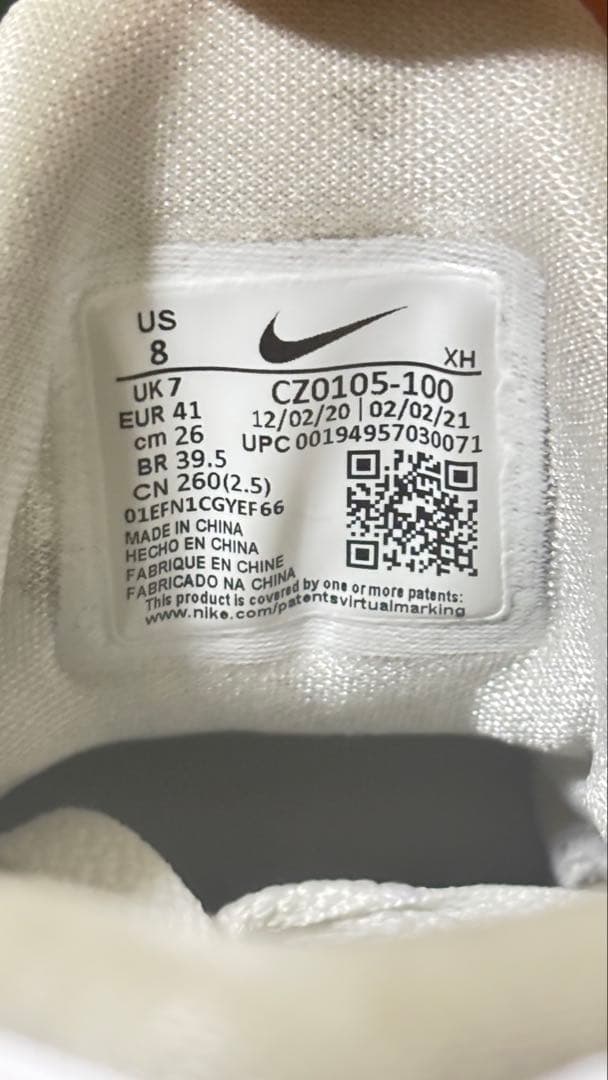 US
8
XH
UK 7
CZ0105-100
EUR 41
12/02/20 | 02/02/21
cm 26
UPC 00194957030071
BR 39.5
CN 260(2.5)
01EFN1CGYEF66
MADE IN CHINA
HECHO EN CHINA
FABRIQUE EN CHINE
FABRICADO NA CHINA
This product is covered by one or more patents:
www.nike.com/patentsvirtualmarking